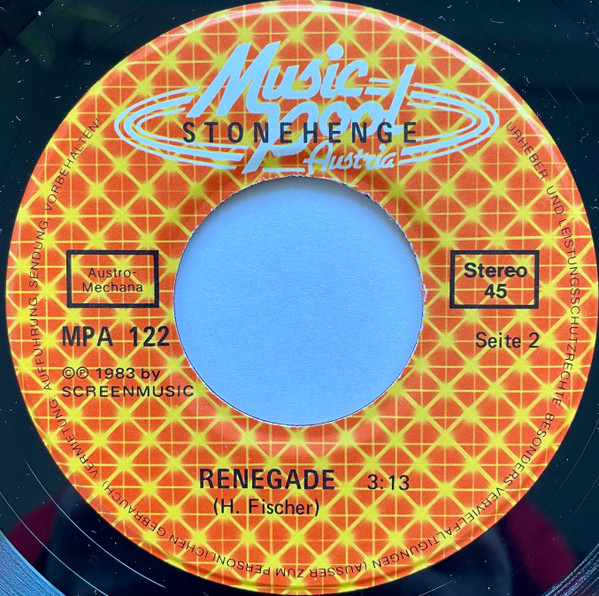 Music
Pool
Austria
STONEHENGE
Austro-
Mechana
Stereo
45
MPA 122
Seite 2
©℗ 1983 by
SCREENMUSIC
RENEGADE 3:13
(H. Fischer)
URHEBER- UND LEISTUNGSSCHUTZRECHTE, BESONDERS VERVIELFÄLTIGUNGEN (AUSSER ZUM PERSÖNLICHEN GEBRAUCH) VERMIETUNG, AUFFÜHRUNG, SENDUNG, VORBEHALTEN.